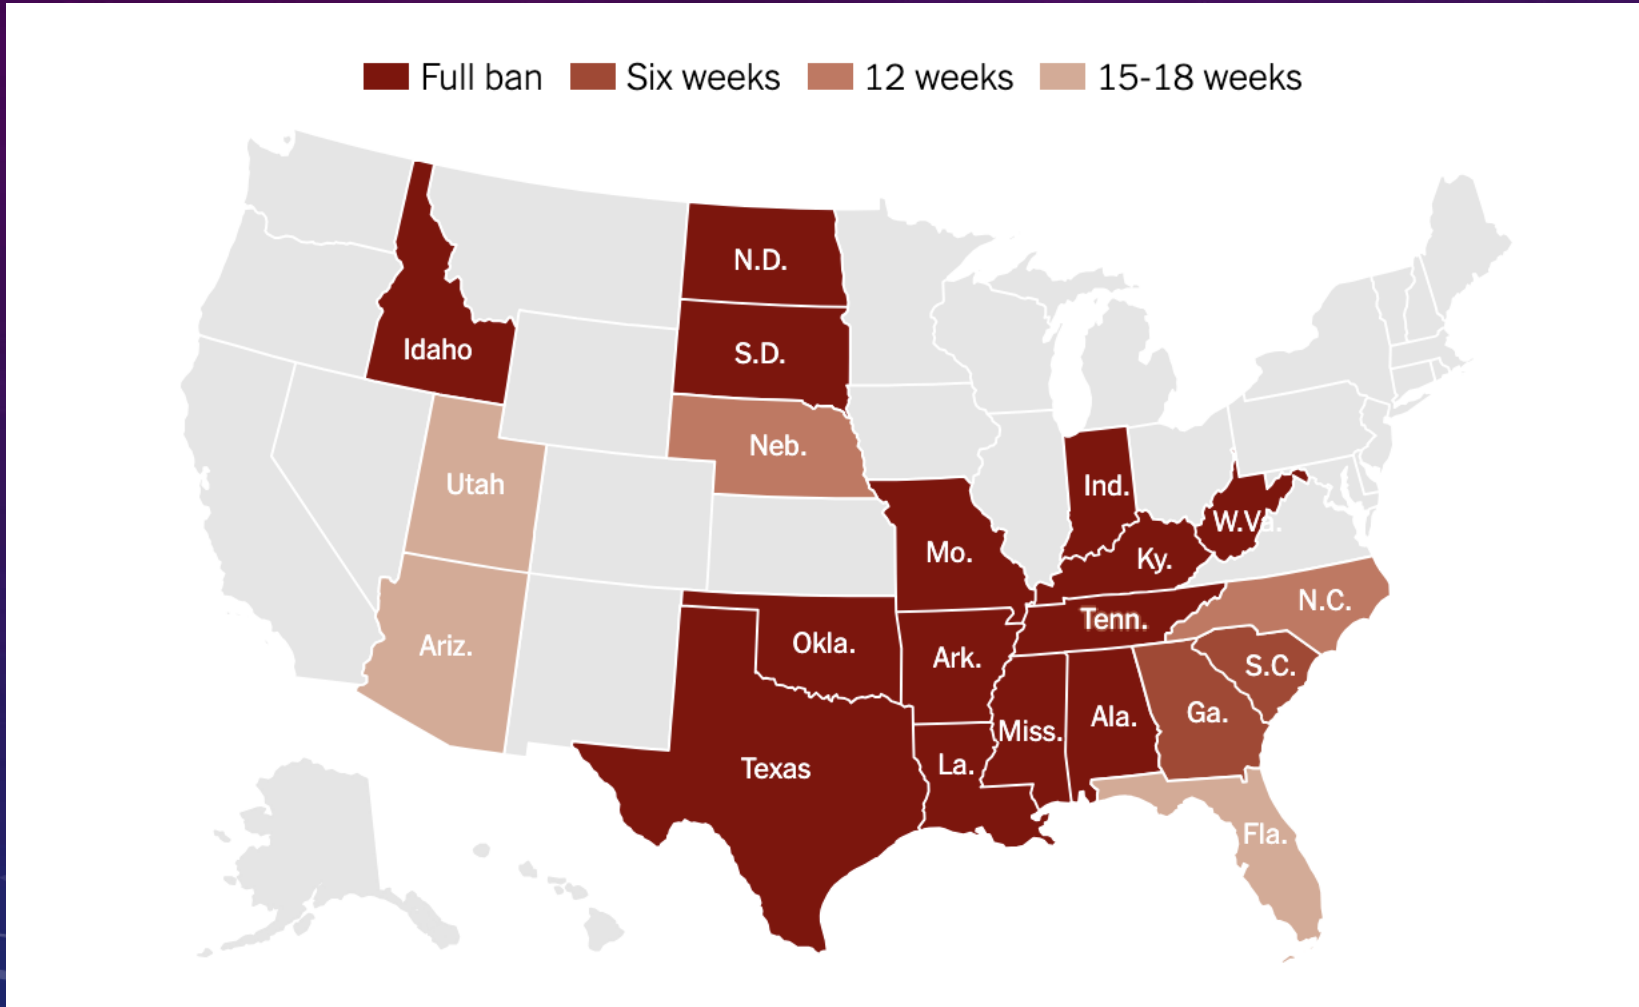 Full ban Six weeks 12 weeks 15-18 weeks
N.D.
Idaho
S.D.
Neb.
Utah
Ind.
W.Va.
Mo.
Ky.
N.C.
Tenn.
Ariz.
Okla.
Ark.
S.C.
Ga.
Ala.
Miss.
La.
Texas
Fla.